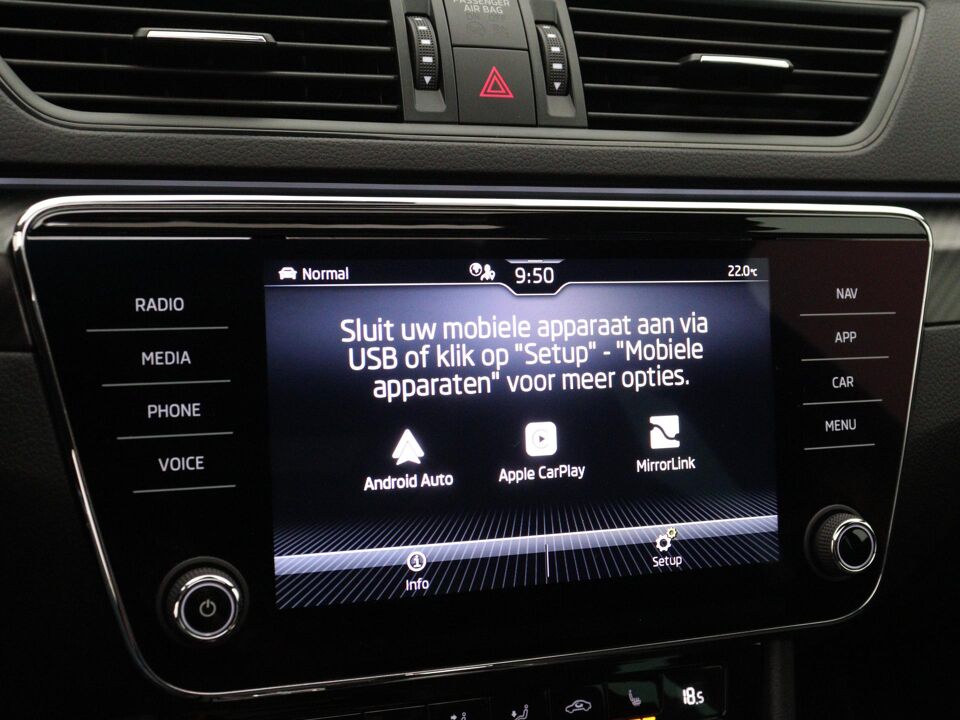 PASSENGER
AIR BAG
Normal 9:50 22.0°C
RADIO
MEDIA
PHONE
VOICE
Sluit uw mobiele apparaat aan via
USB of klik op "Setup" - "Mobiele
apparaten" voor meer opties.
Android Auto Apple CarPlay MirrorLink
Info Setup
NAV
APP
CAR
MENU
18.5